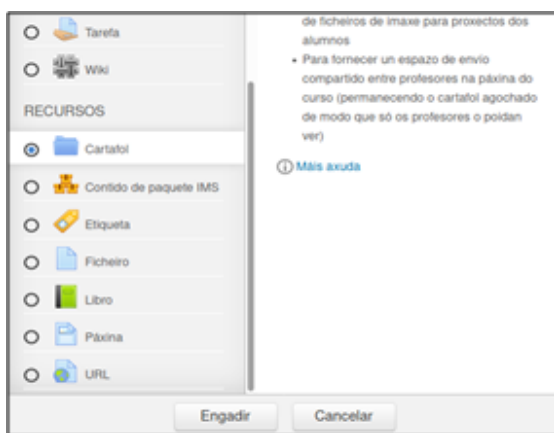 Tarefa
Wiki
RECURSOS
Cartafol
Contido de paquete IMS
Etiqueta
Ficheiro
Libro
Páxina
URL
de ficheiros de imaxe para proxectos dos
alumnos
• Para fornecer un espazo de envio
compartido entre profesores na páxina do
curso (permanecendo o cartafol agochado
de modo que só os profesores o poidan
ver)
Máis axuda
Engadir
Cancelar